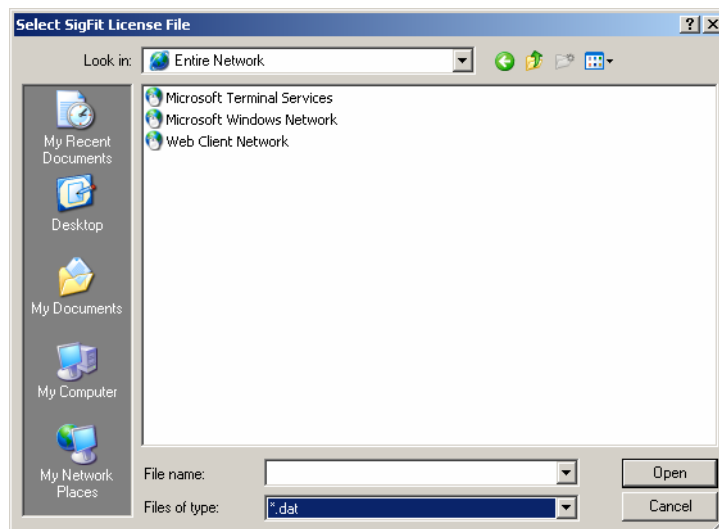 Select SigFit License File
Look in: Entire Network
Microsoft Terminal Services
Microsoft Windows Network
Web Client Network
My Recent
Documents
Desktop
My Documents
My Computer
My Network
Places
File name: Open
Files of type: *.dat Cancel